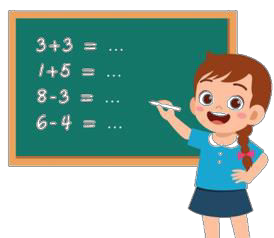 3+3 = ...
1+5 = ...
8-3 = ...
6-4 = ...